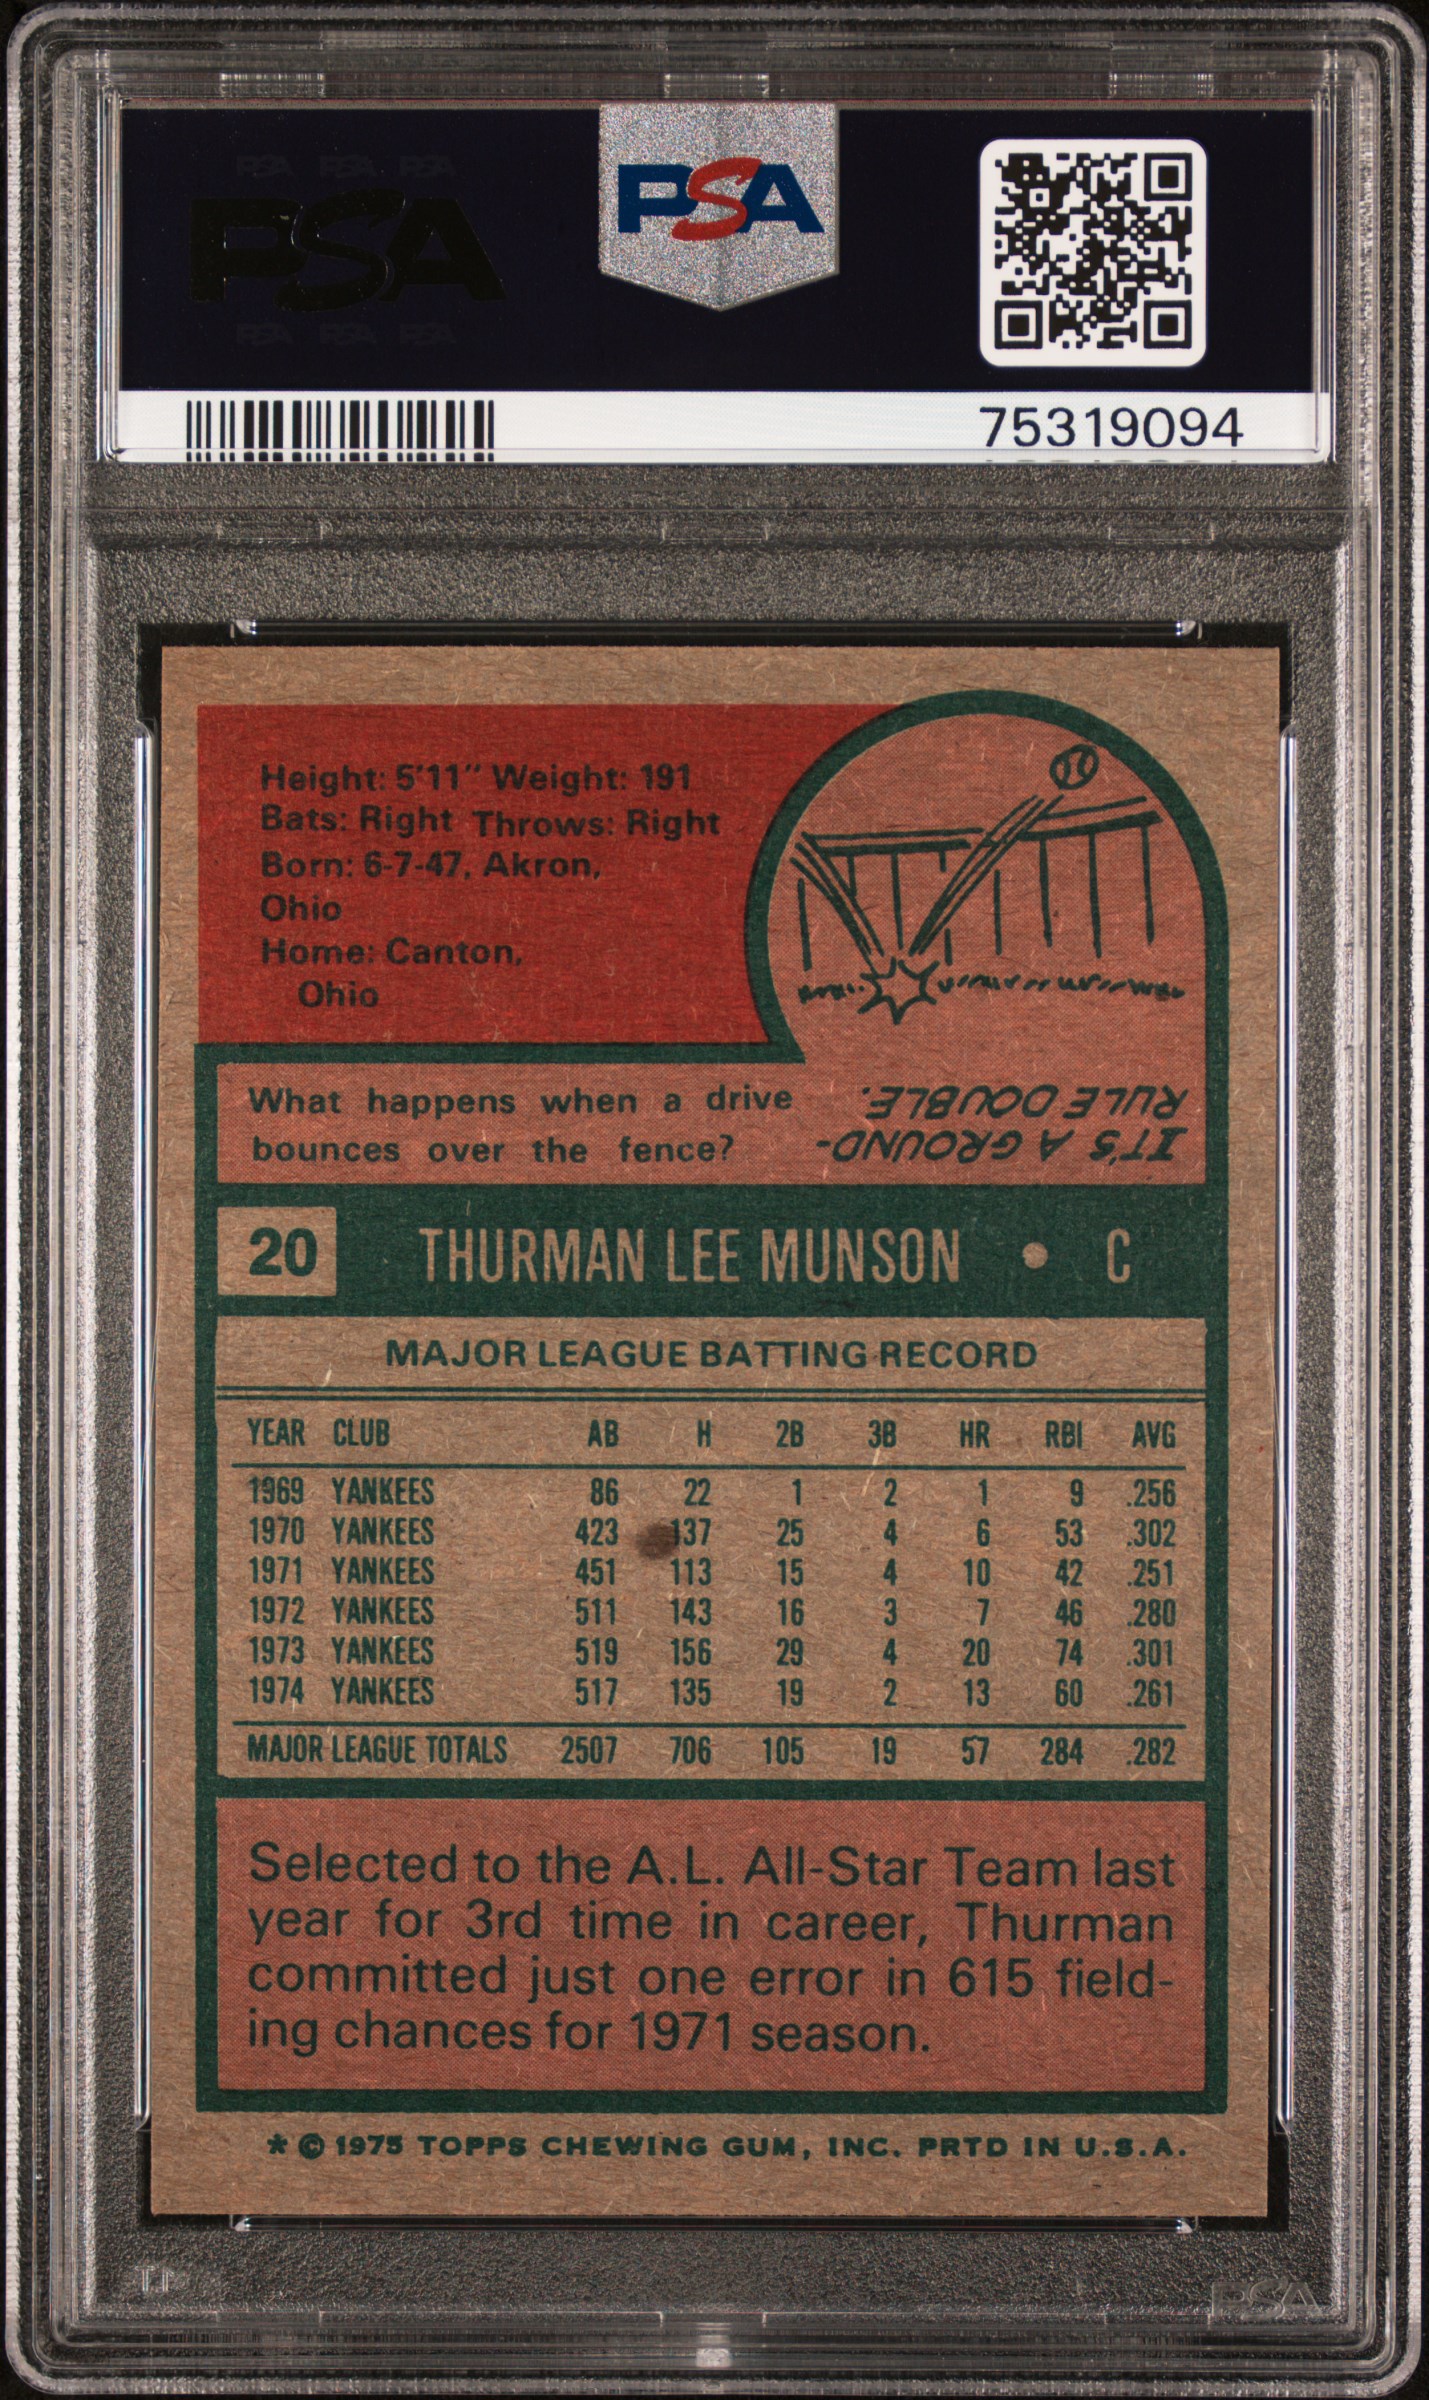 PSA PSA PSA
PSA
PSA PSA PSA
PSA
75319094
Height: 5'11" Weight: 191
Bats: Right Throws: Right
Born: 6-7-47, Akron,
Ohio
Home: Canton,
Ohio
What happens when a drive
bounces over the fence?
IT'S A GROUND-
RULE DOUBLE.
20 THURMAN LEE MUNSON • C
MAJOR LEAGUE BATTING RECORD
YEAR CLUB AB H 2B 3B HR RBI AVG
1969 YANKEES 86 22 1 2 1 9 .256
1970 YANKEES 423 137 25 4 6 53 .302
1971 YANKEES 451 113 15 4 10 42 .251
1972 YANKEES 511 143 16 3 7 46 .280
1973 YANKEES 519 156 29 4 20 74 .301
1974 YANKEES 517 135 19 2 13 60 .261
MAJOR LEAGUE TOTALS 2507 706 105 19 57 284 .282
Selected to the A.L. All-Star Team last
year for 3rd time in career, Thurman
committed just one error in 615 field-
ing chances for 1971 season.
* © 1975 TOPPS CHEWING GUM, INC. PRTD IN U.S.A.
PSA